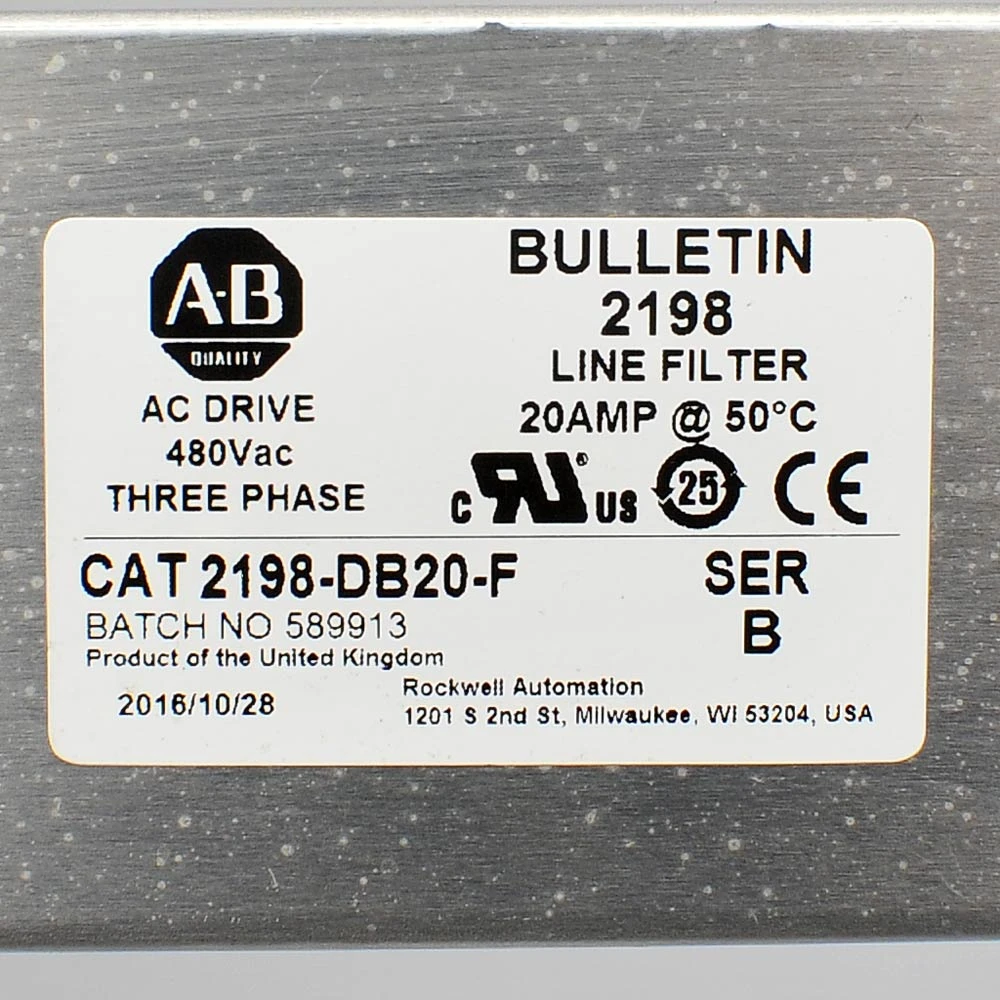 A-B
QUALITY
AC DRIVE
480Vac
THREE PHASE
BULLETIN
2198
LINE FILTER
20AMP @ 50°C
c RU ® US 25 CE
CAT 2198-DB20-F
SER
B
BATCH NO 589913
Product of the United Kingdom
2016/10/28
Rockwell Automation
1201 S 2nd St, Milwaukee, WI 53204, USA